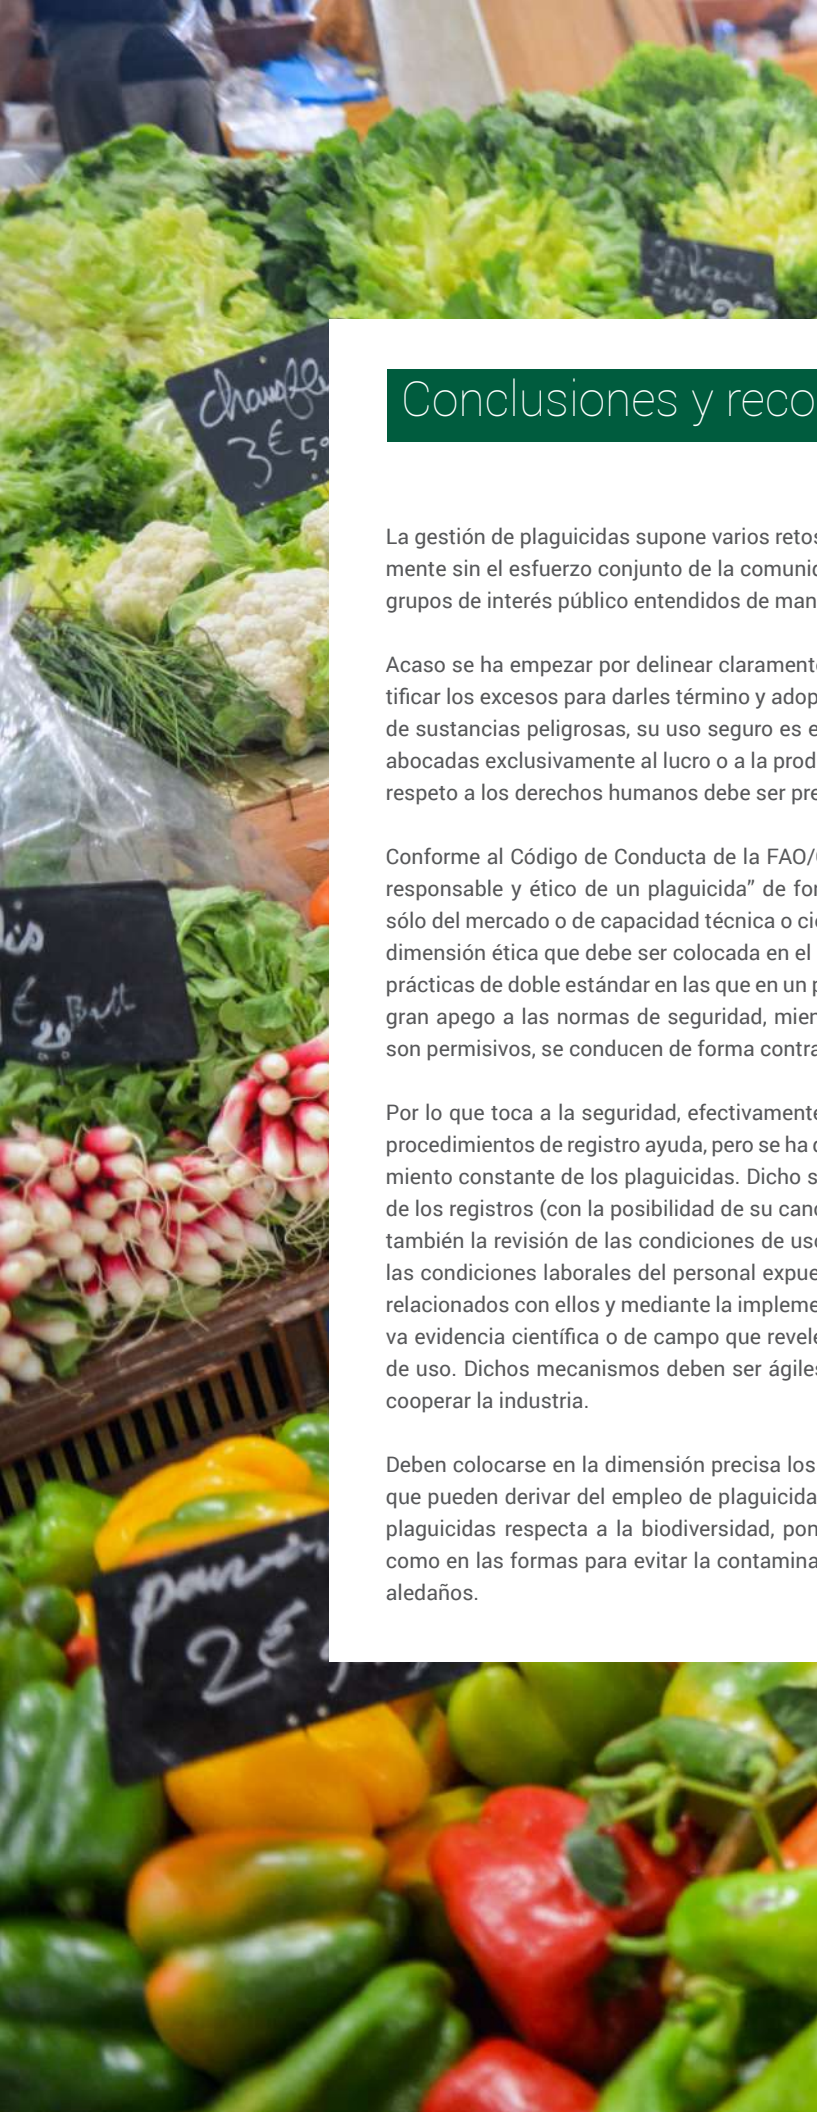 3€ 50
Conclusiones y reco
La gestión de plaguicidas supone varios retos
mente sin el esfuerzo conjunto de la comunid
grupos de interés público entendidos de man
Acaso se ha empezar por delinear claramente
tificar los excesos para darles término y adop
de sustancias peligrosas, su uso seguro es e
abocadas exclusivamente al lucro o a la prod
respeto a los derechos humanos debe ser pre
Conforme al Código de Conducta de la FAO/
responsable y ético de un plaguicida” de for
sólo del mercado o de capacidad técnica o cie
dimensión ética que debe ser colocada en el
prácticas de doble estándar en las que en un p
gran apego a las normas de seguridad, mien
son permisivos, se conducen de forma contra
Por lo que toca a la seguridad, efectivamente
procedimientos de registro ayuda, pero se ha d
miento constante de los plaguicidas. Dicho s
de los registros (con la posibilidad de su canc
también la revisión de las condiciones de uso
las condiciones laborales del personal expue
relacionados con ellos y mediante la impleme
va evidencia científica o de campo que revele
de uso. Dichos mecanismos deben ser ágiles
cooperar la industria.
Deben colocarse en la dimensión precisa los
que pueden derivar del empleo de plaguicida
plaguicidas respecta a la biodiversidad, pon
como en las formas para evitar la contamina
aledaños.
2€